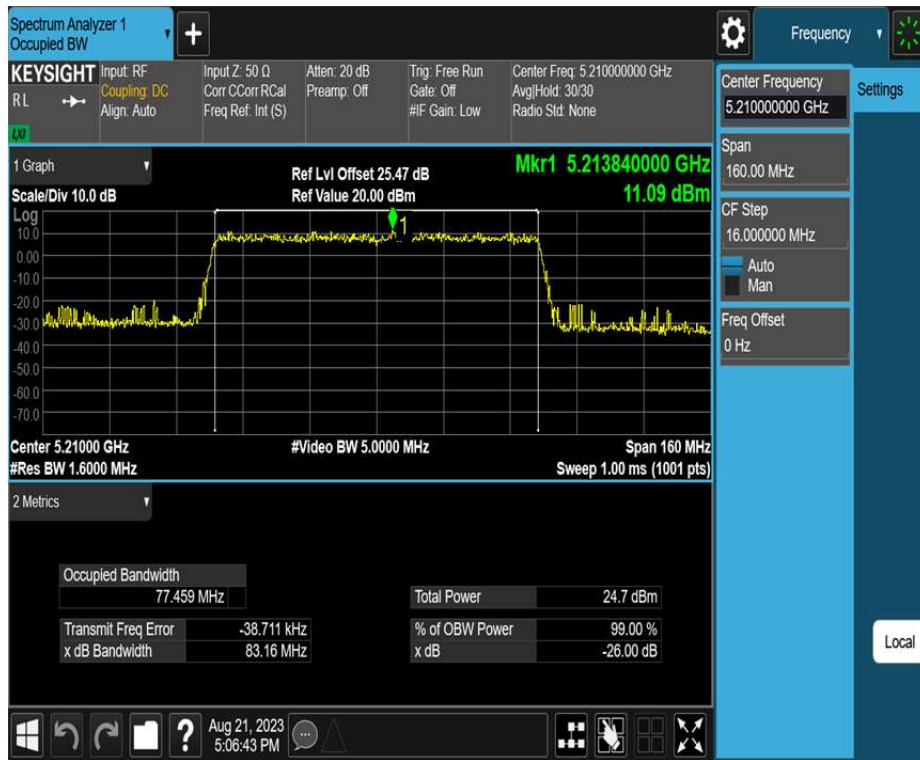 Spectrum Analyzer 1
Occupied BW
+
Frequency
KEYSIGHT
RL
LXI
Input: RF
Coupling: DC
Align: Auto
Input Z: 50 Ω
Corr CCorr RCal
Freq Ref: Int (S)
Atten: 20 dB
Preamp: Off
Trig: Free Run
Gate: Off
#IF Gain: Low
Center Freq: 5.210000000 GHz
Avg|Hold: 30/30
Radio Std: None
Center Frequency
5.210000000 GHz
Settings
Span
160.00 MHz
CF Step
16.000000 MHz
Auto
Man
Freq Offset
0 Hz
Local
1 Graph
Scale/Div 10.0 dB
Ref Lvl Offset 25.47 dB
Ref Value 20.00 dBm
Mkr1 5.213840000 GHz
11.09 dBm
Log
1
10.0
0.00
-10.0
-20.0
-30.0
-40.0
-50.0
-60.0
-70.0
Center 5.21000 GHz
#Video BW 5.0000 MHz
Span 160 MHz
#Res BW 1.6000 MHz
Sweep 1.00 ms (1001 pts)
2 Metrics
Occupied Bandwidth
77.459 MHz
Total Power 24.7 dBm
Transmit Freq Error -38.711 kHz
% of OBW Power 99.00 %
x dB Bandwidth 83.16 MHz
x dB -26.00 dB
?
Aug 21, 2023
5:06:43 PM